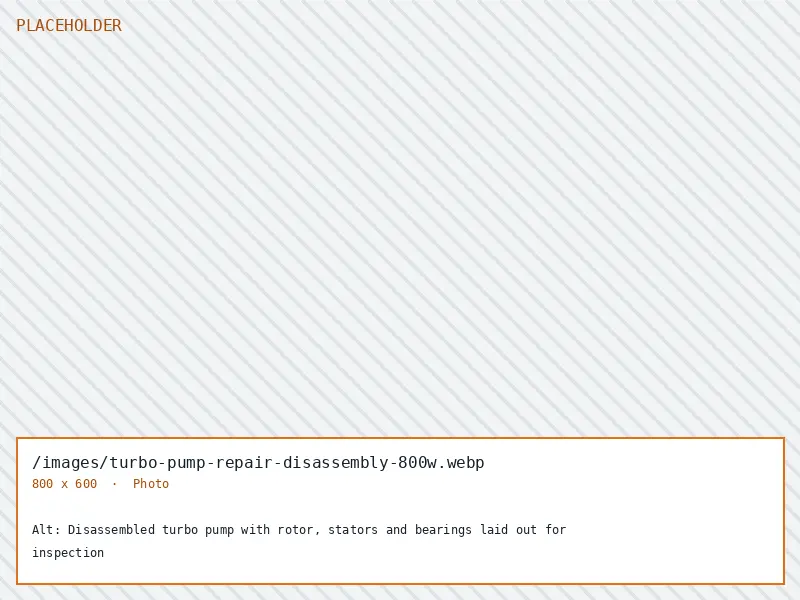 PLACEHOLDER
/images/turbo-pump-repair-disassembly-800w.webp
800 x 600 · Photo
Alt: Disassembled turbo pump with rotor, stators and bearings laid out for
inspection